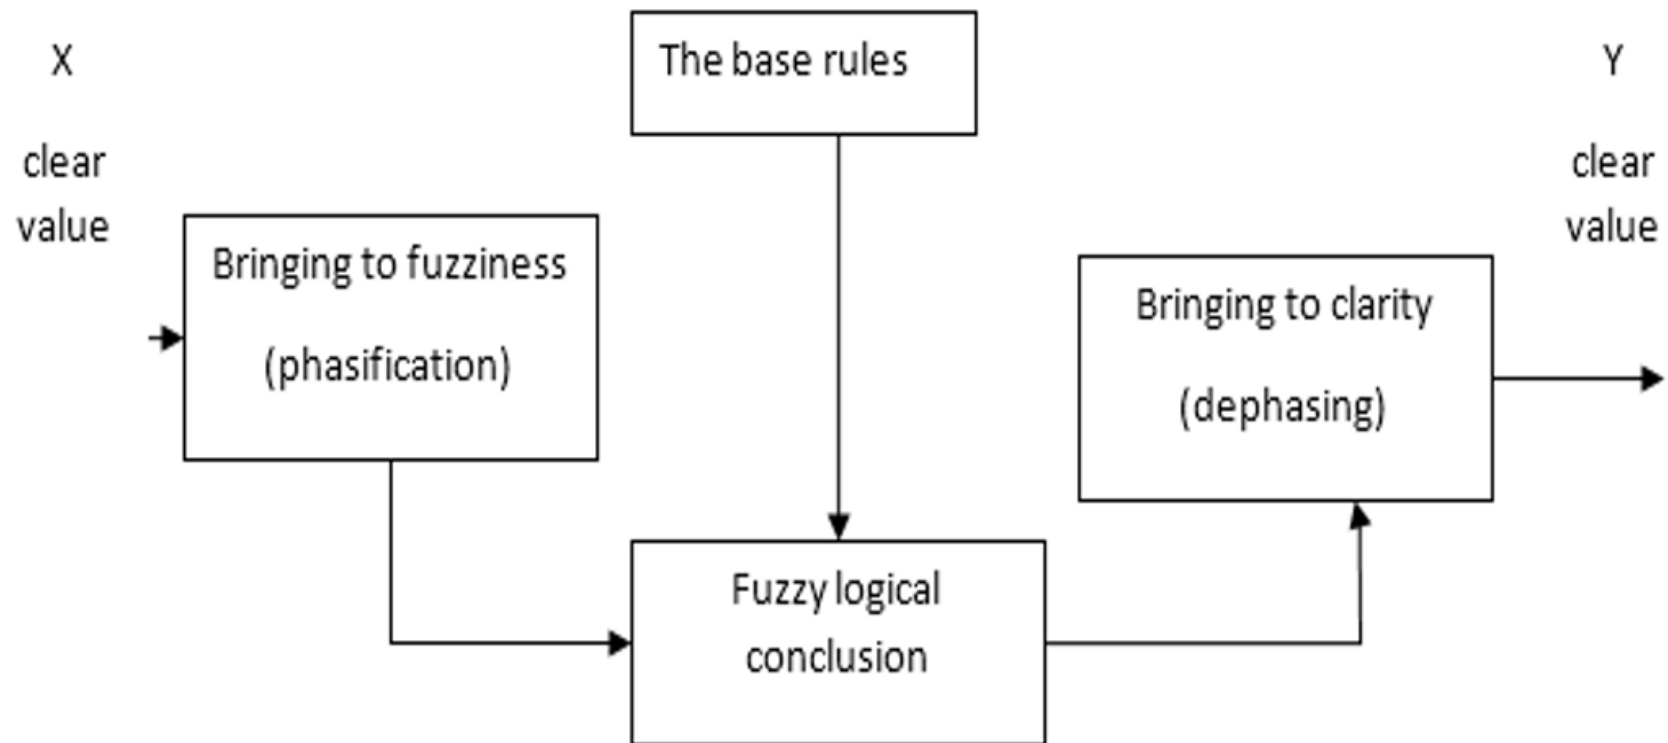 X
clear
value
The base rules
Y
clear
value
Bringing to fuzziness
(phasification)
Bringing to clarity
(dephasing)
Fuzzy logical
conclusion